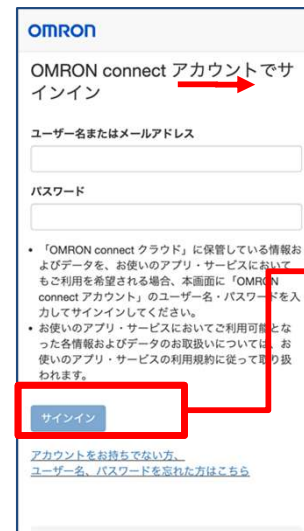 OMRON
OMRON connect アカウントでサ
インイン
ユーザー名またはメールアドレス
パスワード
• 「OMRON connect クラウド」に保管している情報お
よびデータを、お使いのアプリ・サービスにおいて
もご利用を希望される場合、本画面に「OMRON
connect アカウント」のユーザー名・パスワードを入
力してサインインしてください。
• お使いのアプリ・サービスにおいてご利用可能とな
った各情報およびデータのお取扱いについては、お
使いのアプリ・サービスの利用規約に従って取り扱
われます。
サインイン
アカウントをお持ちでない方、
ユーザー名、パスワードを忘れた方はこちら